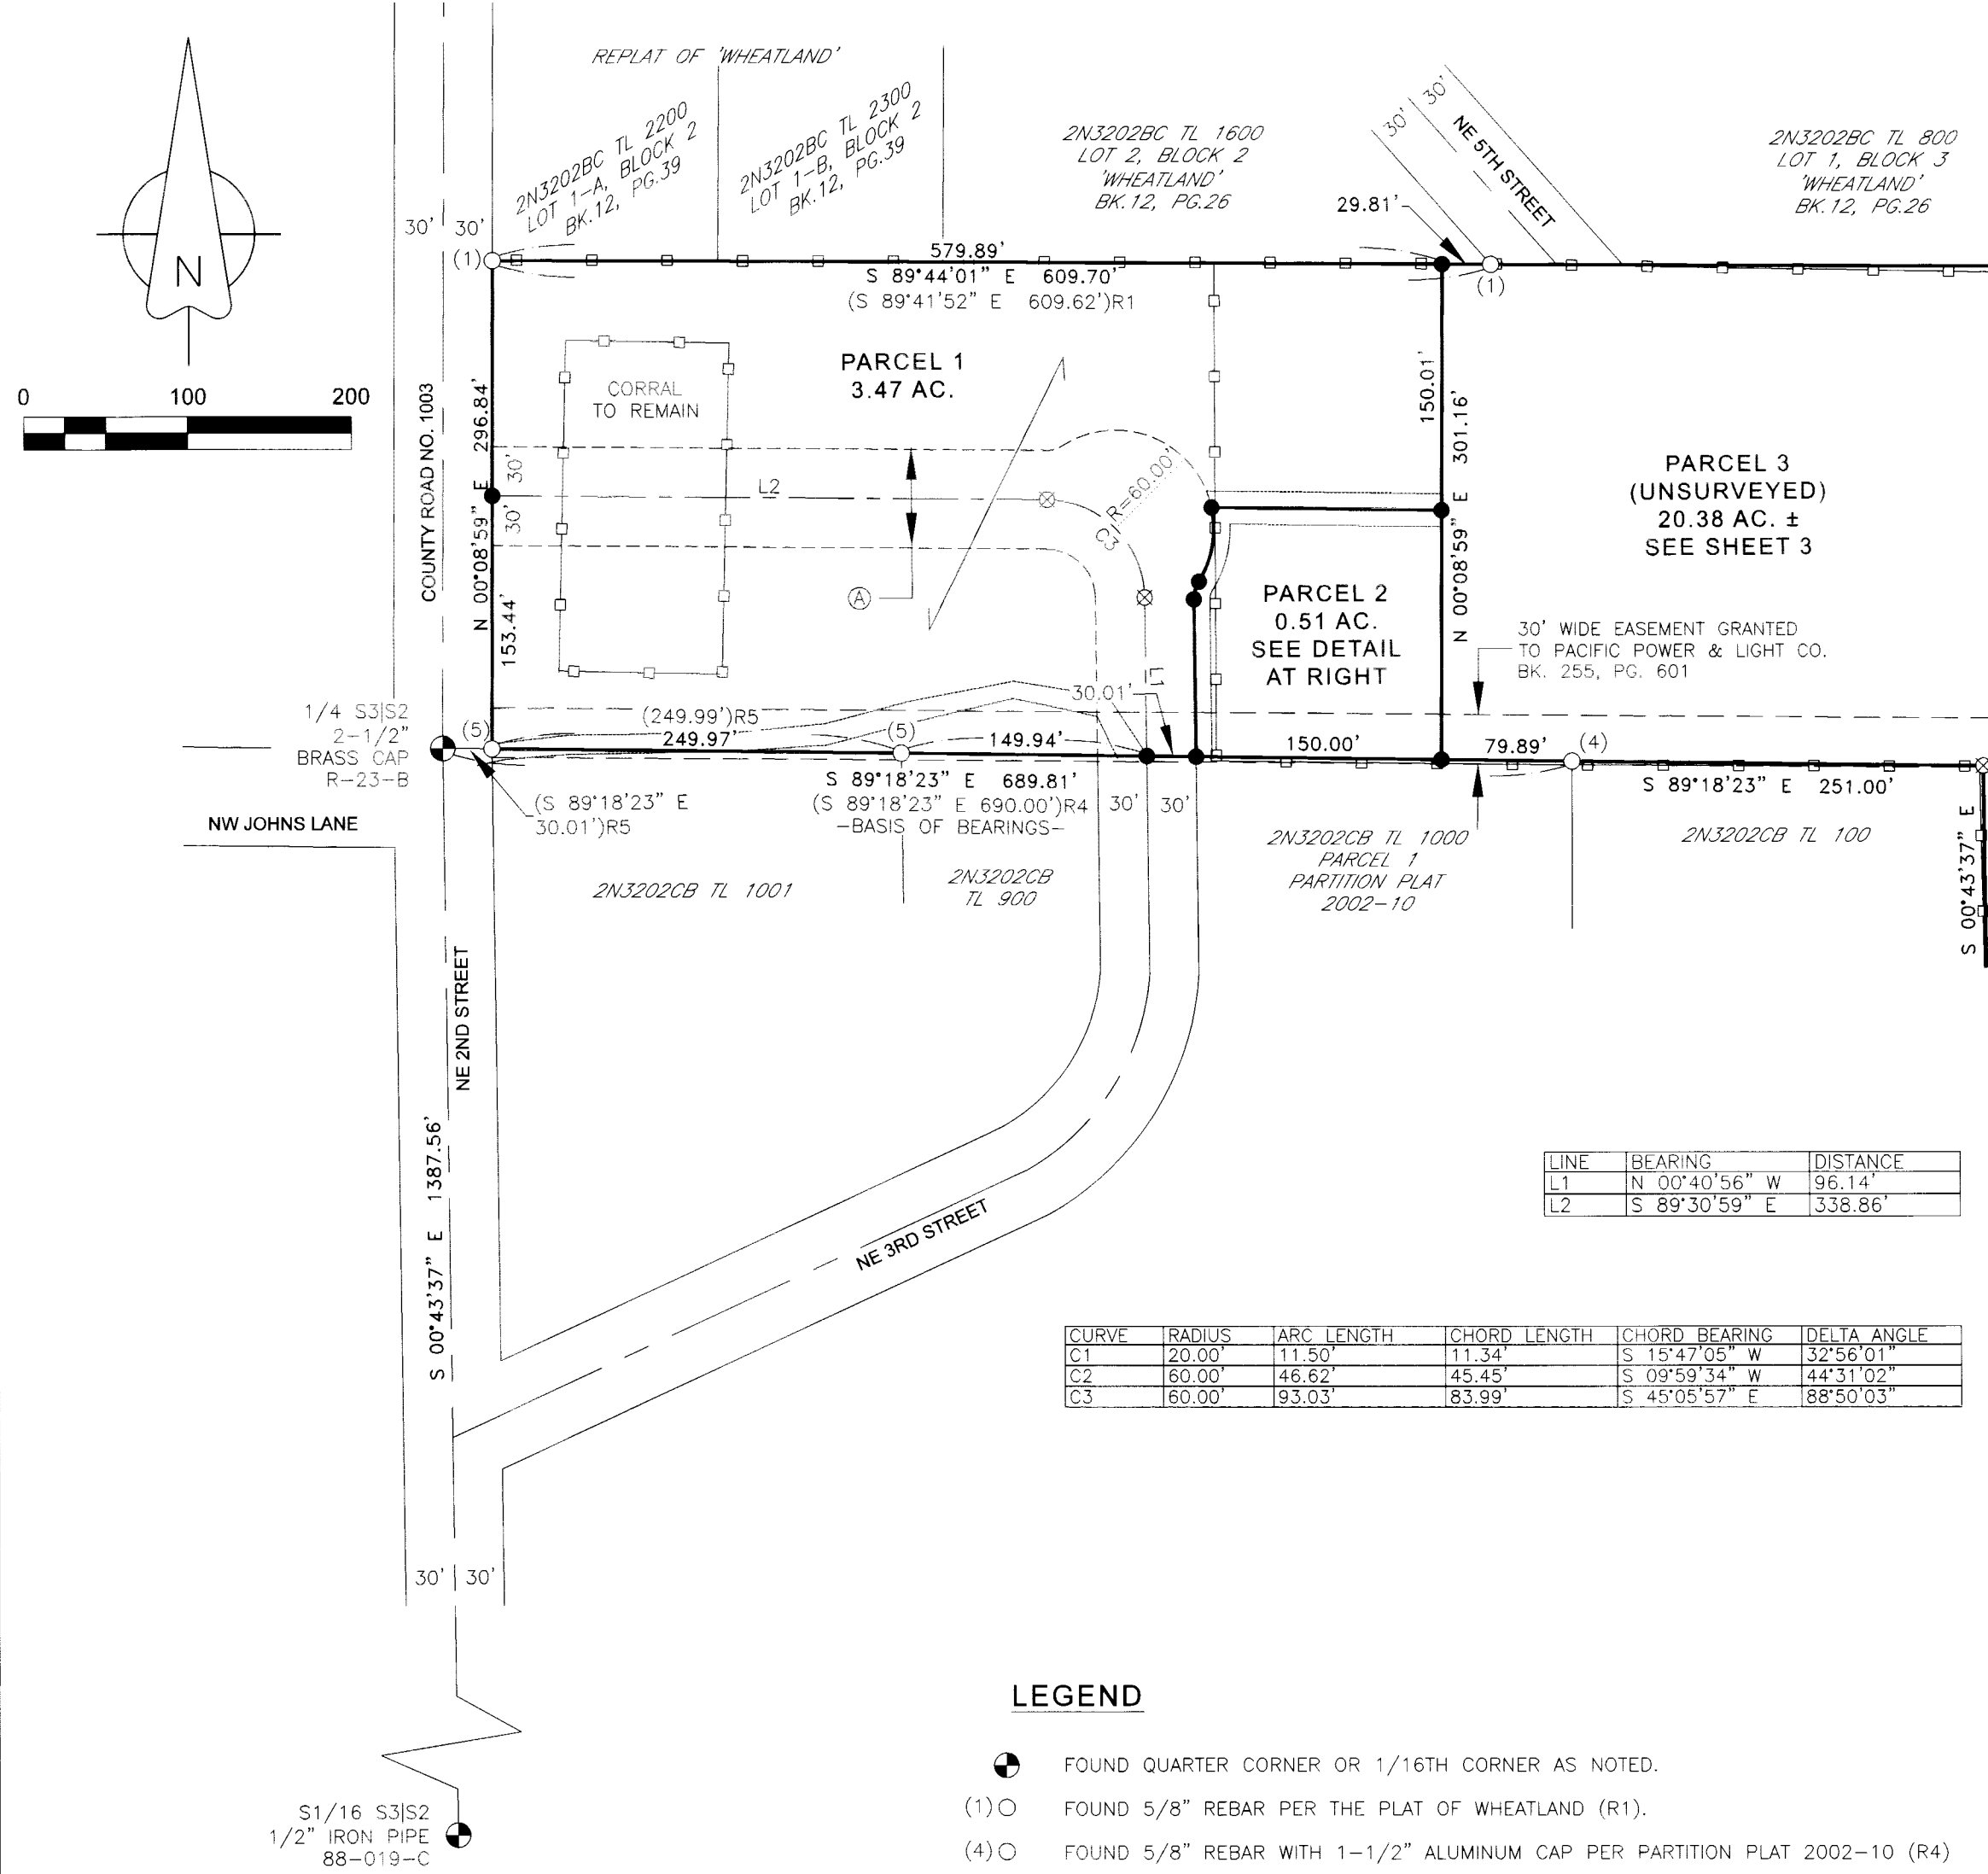 REPLAT OF 'WHEATLAND'
2N3202BC TL 2200
LOT 1-A, BLOCK 2
BK.12, PG.39
2N3202BC TL 2300
LOT 1-B, BLOCK 2
BK.12, PG.39
2N3202BC TL 1600
LOT 2, BLOCK 2
'WHEATLAND'
BK.12, PG.26
30' 30'
NE 5TH STREET
2N3202BC TL 800
LOT 1, BLOCK 3
'WHEATLAND'
BK.12, PG.26
N
30' 30'
(1)
579.89'
S 89°44'01" E 609.70'
(S 89°41'52" E 609.62')R1
29.81'
(1)
0 100 200
COUNTY ROAD NO. 1003
N 00°08'59" E 296.84'
153.44'
30'
30'
CORRAL
TO REMAIN
PARCEL 1
3.47 AC.
L2
A
C3
R=60.00'
150.01'
N 00°08'59" E 301.16'
PARCEL 3
(UNSURVEYED)
20.38 AC. ±
SEE SHEET 3
PARCEL 2
0.51 AC.
SEE DETAIL
AT RIGHT
30' WIDE EASEMENT GRANTED
TO PACIFIC POWER & LIGHT CO.
BK. 255, PG. 601
L1
30.01'
1/4 S3|S2
2-1/2"
BRASS CAP
R-23-B
(5)
(249.99')R5
249.97'
(5)
149.94'
150.00'
79.89'
(4)
S 89°18'23" E 689.81'
(S 89°18'23" E 690.00')R4
-BASIS OF BEARINGS-
30' 30'
S 89°18'23" E 251.00'
(S 89°18'23" E
30.01')R5
NW JOHNS LANE
2N3202CB TL 1001
2N3202CB
TL 900
2N3202CB TL 1000
PARCEL 1
PARTITION PLAT
2002-10
2N3202CB TL 100
S 00°43'37" E
NE 2ND STREET
S 00°43'37" E 1387.56'
NE 3RD STREET
LINE BEARING DISTANCE
L1 N 00°40'56" W 96.14'
L2 S 89°30'59" E 338.86'
CURVE RADIUS ARC LENGTH CHORD LENGTH CHORD BEARING DELTA ANGLE
C1 20.00' 11.50' 11.34' S 15°47'05" W 32°56'01"
C2 60.00' 46.62' 45.45' S 09°59'34" W 44°31'02"
C3 60.00' 93.03' 83.99' S 45°05'57" E 88°50'03"
30' 30'
S1/16 S3|S2
1/2" IRON PIPE
88-019-C
LEGEND
FOUND QUARTER CORNER OR 1/16TH CORNER AS NOTED.
(1) FOUND 5/8" REBAR PER THE PLAT OF WHEATLAND (R1).
(4) FOUND 5/8" REBAR WITH 1-1/2" ALUMINUM CAP PER PARTITION PLAT 2002-10 (R4)